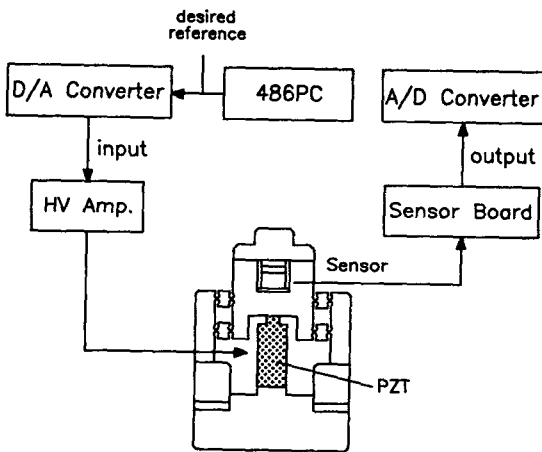 desired
reference
D/A Converter
486PC
A/D Converter
input
output
HV Amp.
Sensor Board
Sensor
PZT